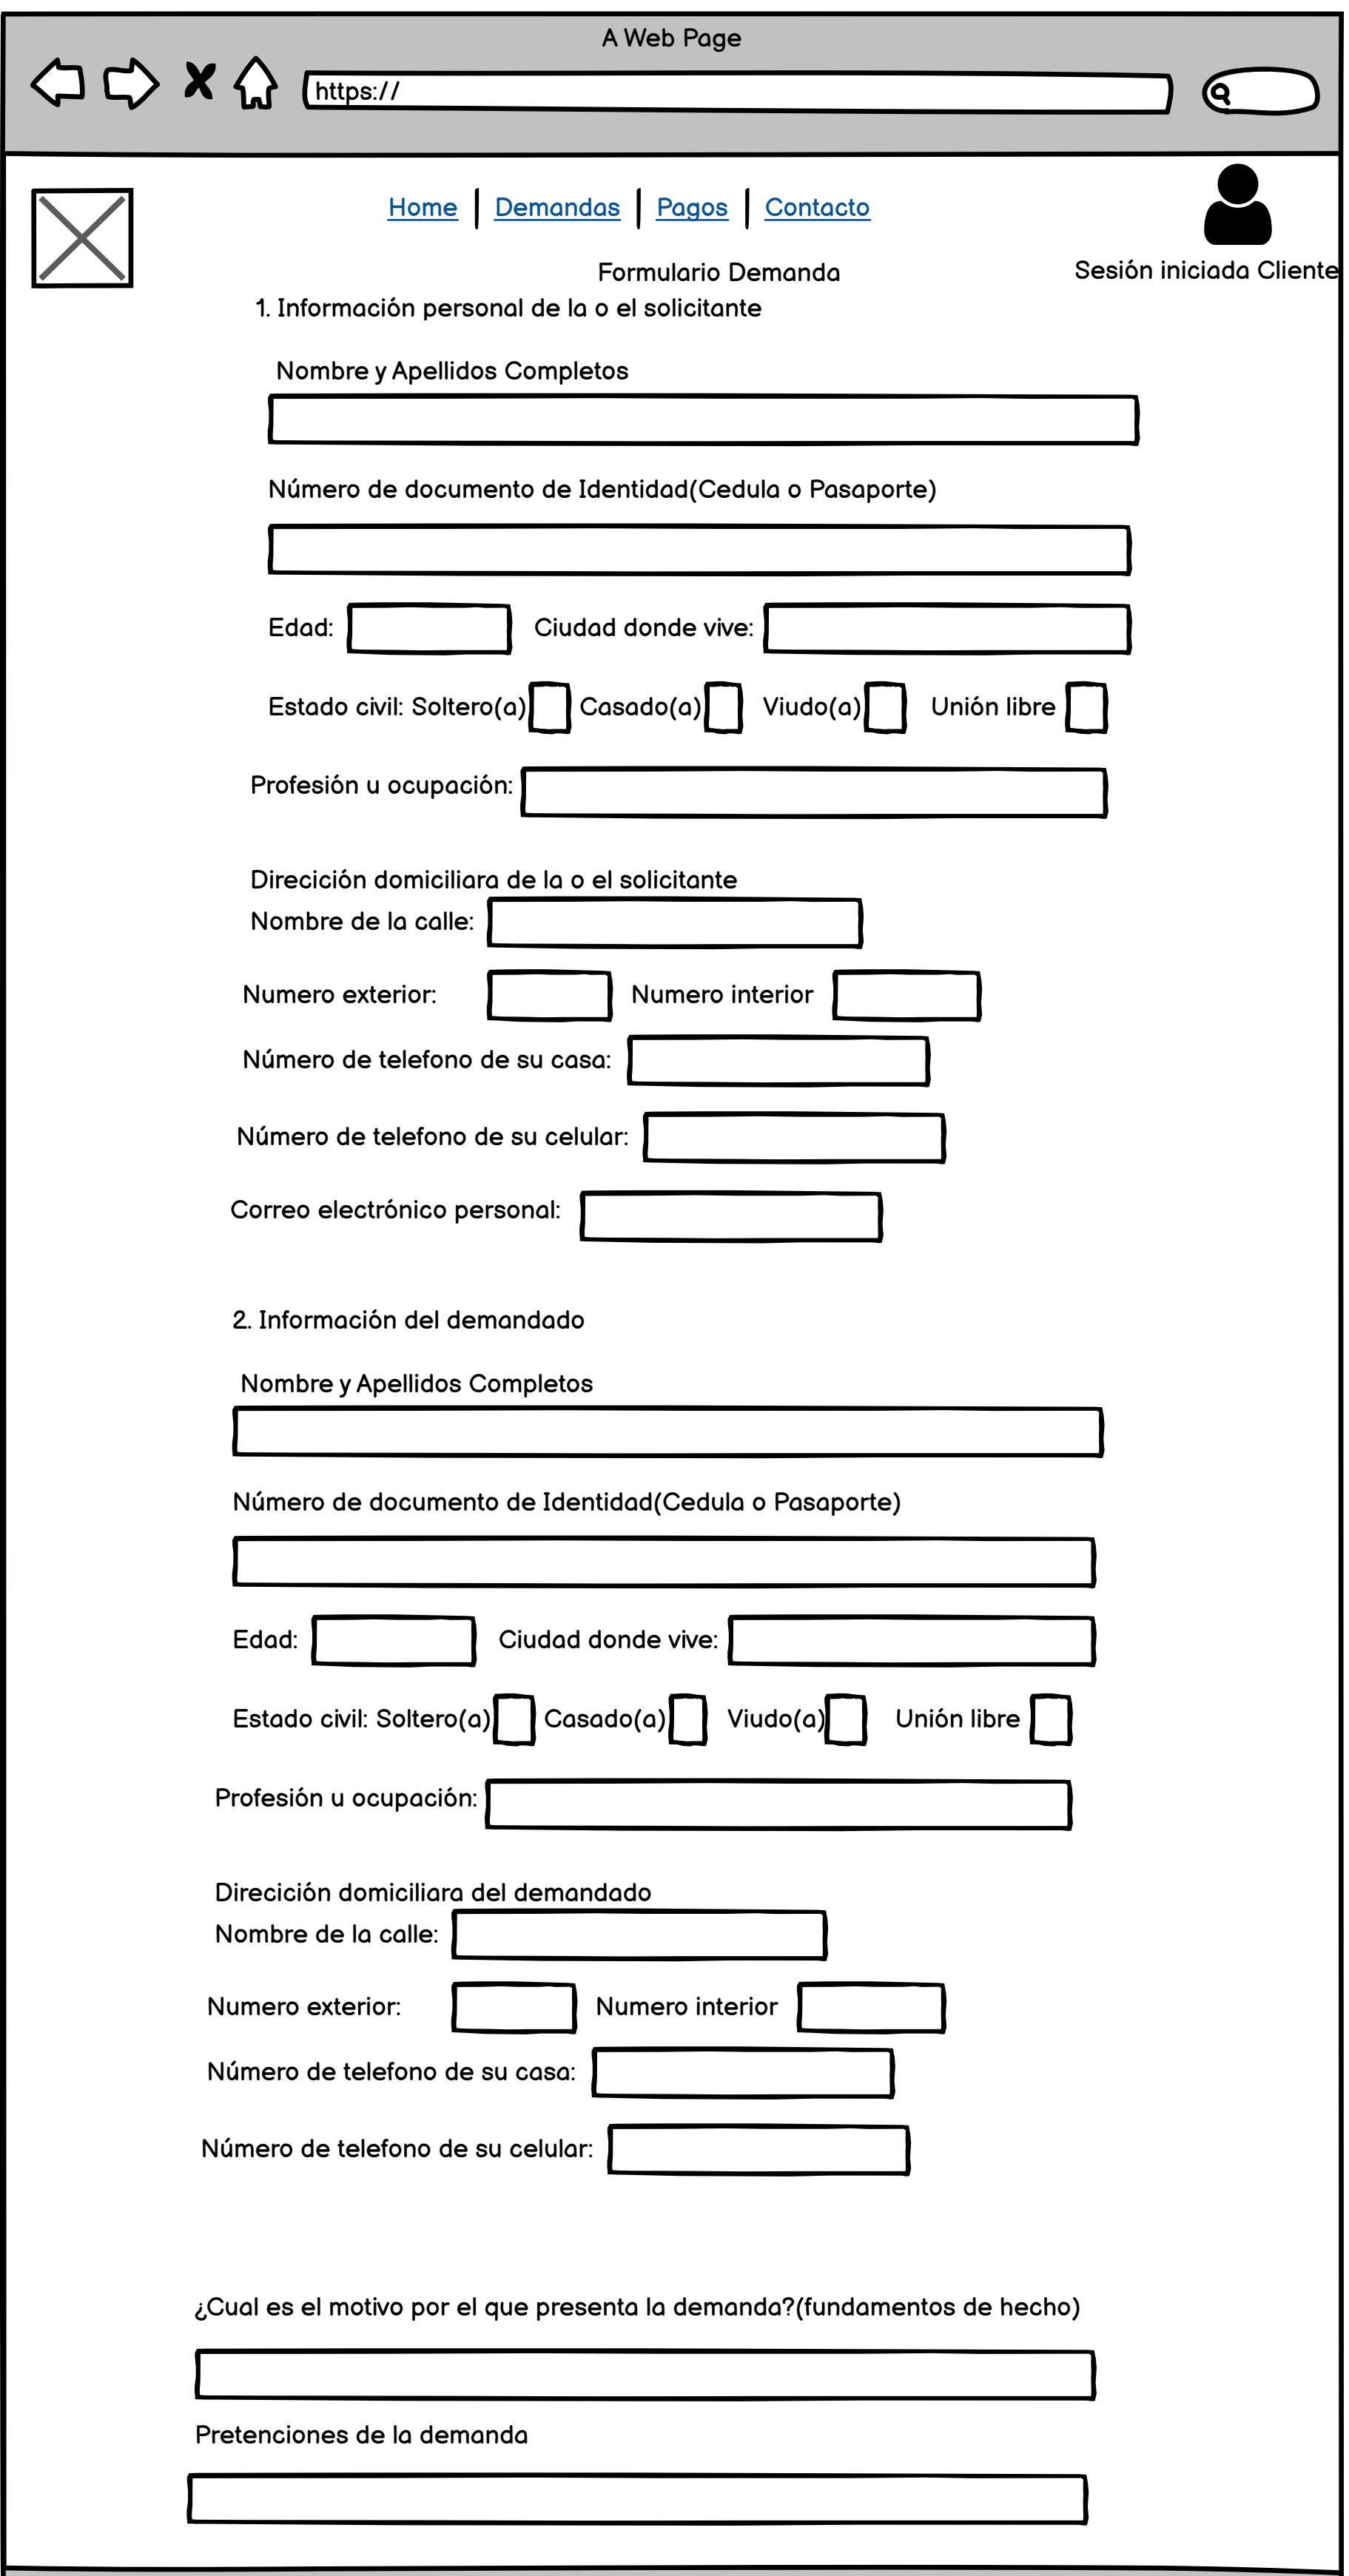 A Web Page
https://
Home | Demandas | Pagos | Contacto
Formulario Demanda
Sesión iniciada Cliente
1. Información personal de la o el solicitante
Nombre y Apellidos Completos
Número de documento de Identidad(Cedula o Pasaporte)
Edad: Ciudad donde vive:
Estado civil: Soltero(a) Casado(a) Viudo(a) Unión libre
Profesión u ocupación:
Direcición domiciliara de la o el solicitante
Nombre de la calle:
Numero exterior: Numero interior
Número de telefono de su casa:
Número de telefono de su celular:
Correo electrónico personal:
2. Información del demandado
Nombre y Apellidos Completos
Número de documento de Identidad(Cedula o Pasaporte)
Edad: Ciudad donde vive:
Estado civil: Soltero(a) Casado(a) Viudo(a) Unión libre
Profesión u ocupación:
Direcición domiciliara del demandado
Nombre de la calle:
Numero exterior: Numero interior
Número de telefono de su casa:
Número de telefono de su celular:
¿Cual es el motivo por el que presenta la demanda?(fundamentos de hecho)
Pretenciones de la demanda